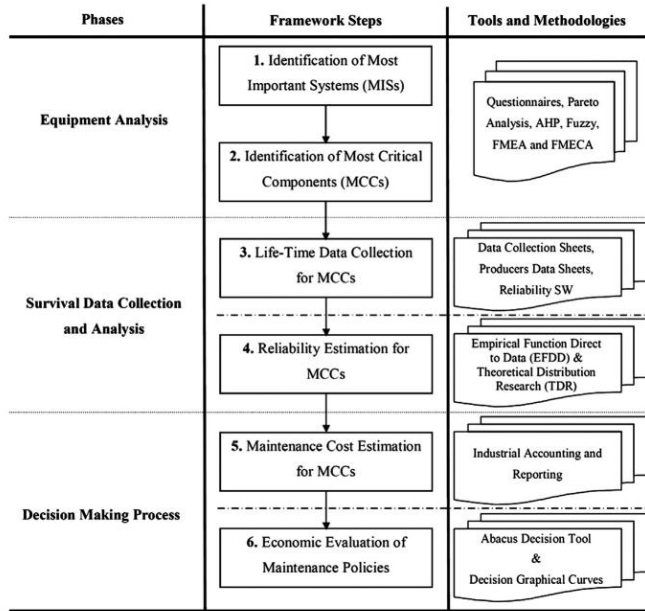 Phases
Framework Steps
Tools and Methodologies
Equipment Analysis
1. Identification of Most
Important Systems (MISs)
2. Identification of Most Critical
Components (MCCs)
Questionnaires, Pareto
Analysis, AHP, Fuzzy,
FMEA and FMECA
Survival Data Collection
and Analysis
3. Life-Time Data Collection
for MCCs
Data Collection Sheets,
Producers Data Sheets,
Reliability SW
4. Reliability Estimation for
MCCs
Empirical Function Direct
to Data (EFDD) &
Theoretical Distribution
Research (TDR)
Decision Making Process
5. Maintenance Cost Estimation
for MCCs
Industrial Accounting and
Reporting
6. Economic Evaluation of
Maintenance Policies
Abacus Decision Tool
&
Decision Graphical Curves